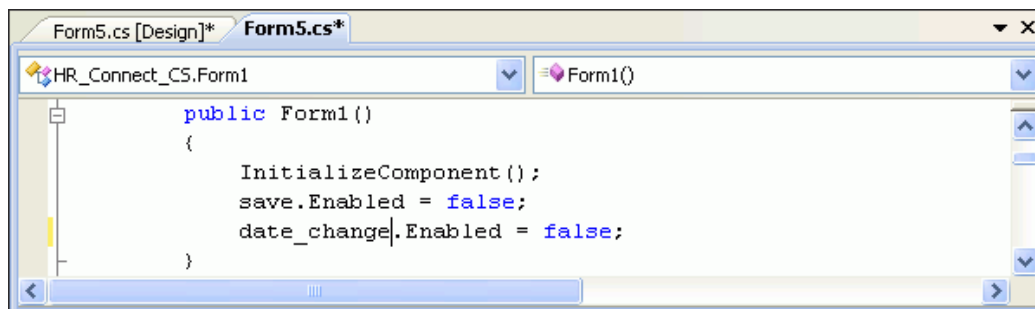 Form5.cs [Design]* Form5.cs*
HR_Connect_CS.Form1 Form1()
public Form1()
{
InitializeComponent();
save.Enabled = false;
date_change.Enabled = false;
}